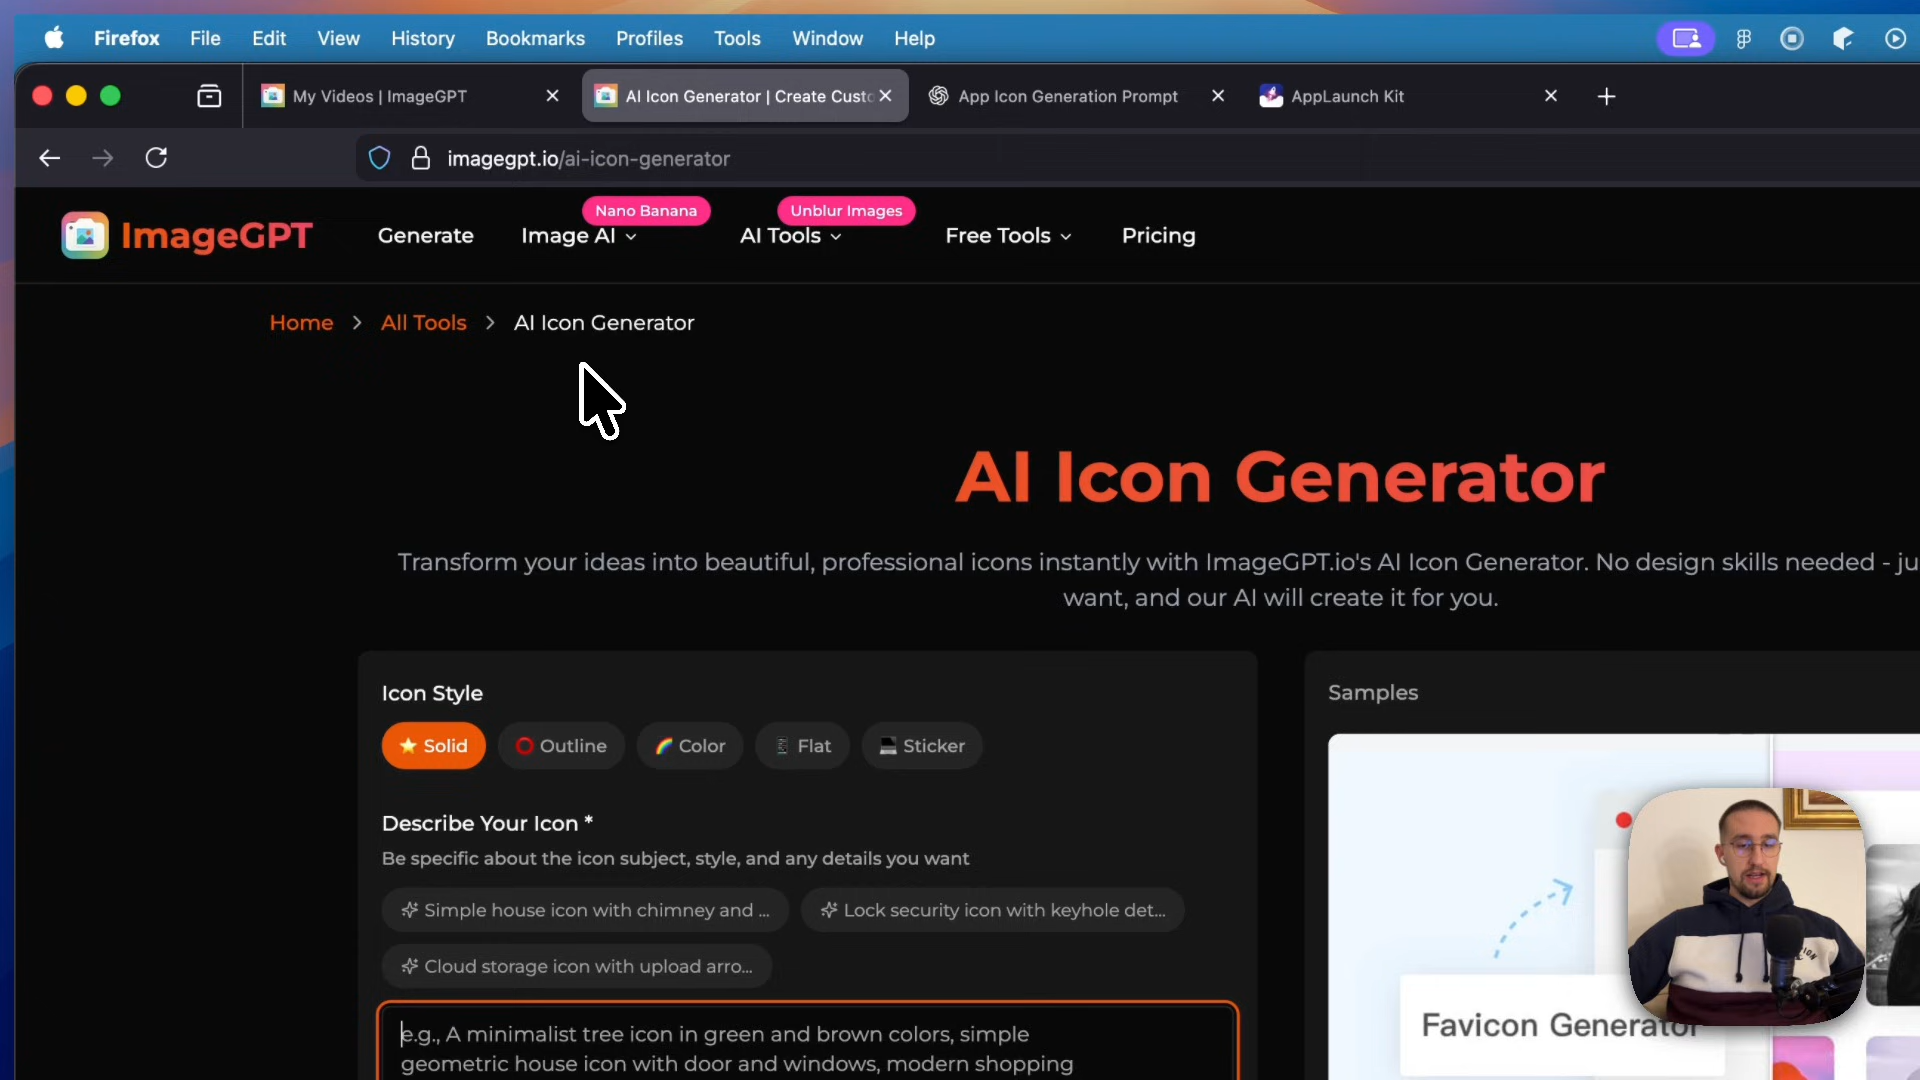 Firefox File Edit View History Bookmarks Profiles Tools Window Help
My Videos | ImageGPT
AI Icon Generator | Create Custo
App Icon Generation Prompt
AppLaunch Kit
imagegpt.io/ai-icon-generator
Nano Banana
Unblur Images
ImageGPT Generate Image AI AI Tools Free Tools Pricing
Home > All Tools > AI Icon Generator
AI Icon Generator
Transform your ideas into beautiful, professional icons instantly with ImageGPT.io's AI Icon Generator. No design skills needed - ju
want, and our AI will create it for you.
Icon Style
Solid Outline Color Flat Sticker
Describe Your Icon *
Be specific about the icon subject, style, and any details you want
Simple house icon with chimney and ...
Lock security icon with keyhole det...
Cloud storage icon with upload arro...
e.g., A minimalist tree icon in green and brown colors, simple
geometric house icon with door and windows, modern shopping
Samples
Favicon Generator